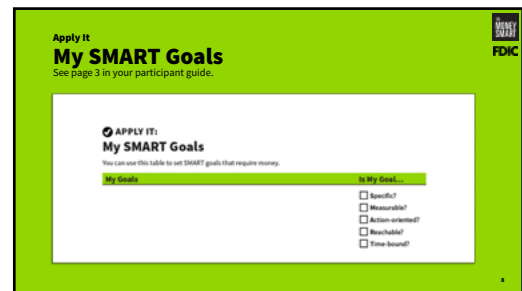 Apply It
My SMART Goals
See page 3 in your participant guide.
MONEY
SMART
FDIC
APPLY IT:
My SMART Goals
You can use this table to set SMART goals that require money.
My Goals
Is My Goal...
Specific?
Measurable?
Action-oriented?
Reachable?
Time-bound?